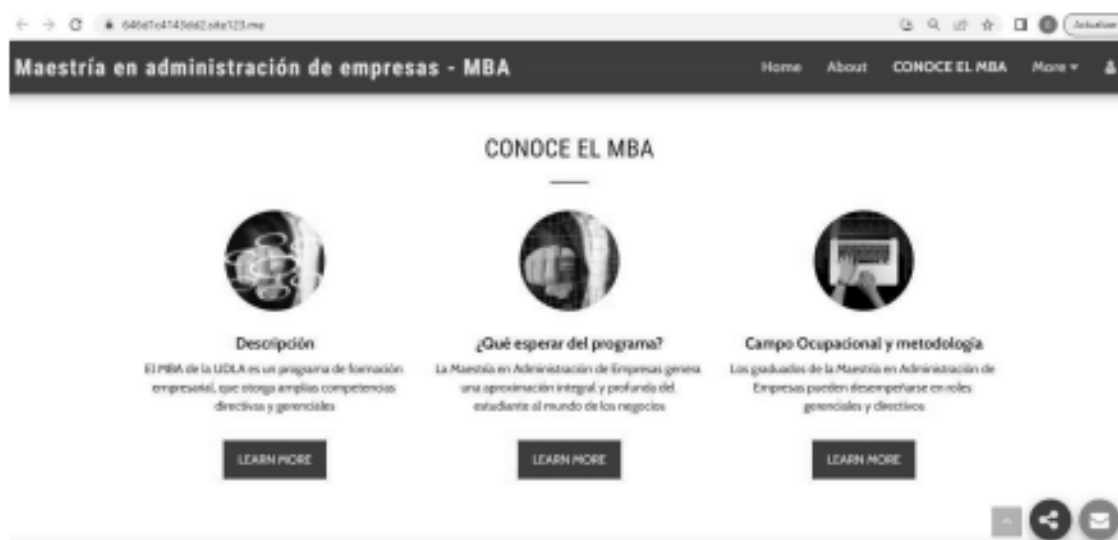 646d1c4143dd2.site123.me
Actualizar
Maestría en administración de empresas - MBA
Home About CONOCE EL MBA More
CONOCE EL MBA
Descripción
El MBA de la UDLA es un programa de formación
empresarial, que otorga amplias competencias
directivas y gerenciales
LEARN MORE
¿Qué esperar del programa?
La Maestría en Administración de Empresas genera
una aproximación integral y profunda del
estudiante al mundo de los negocios
LEARN MORE
Campo Ocupacional y metodología
Los graduados de la Maestría en Administración de
Empresas pueden desempeñarse en roles
gerenciales y directivos
LEARN MORE